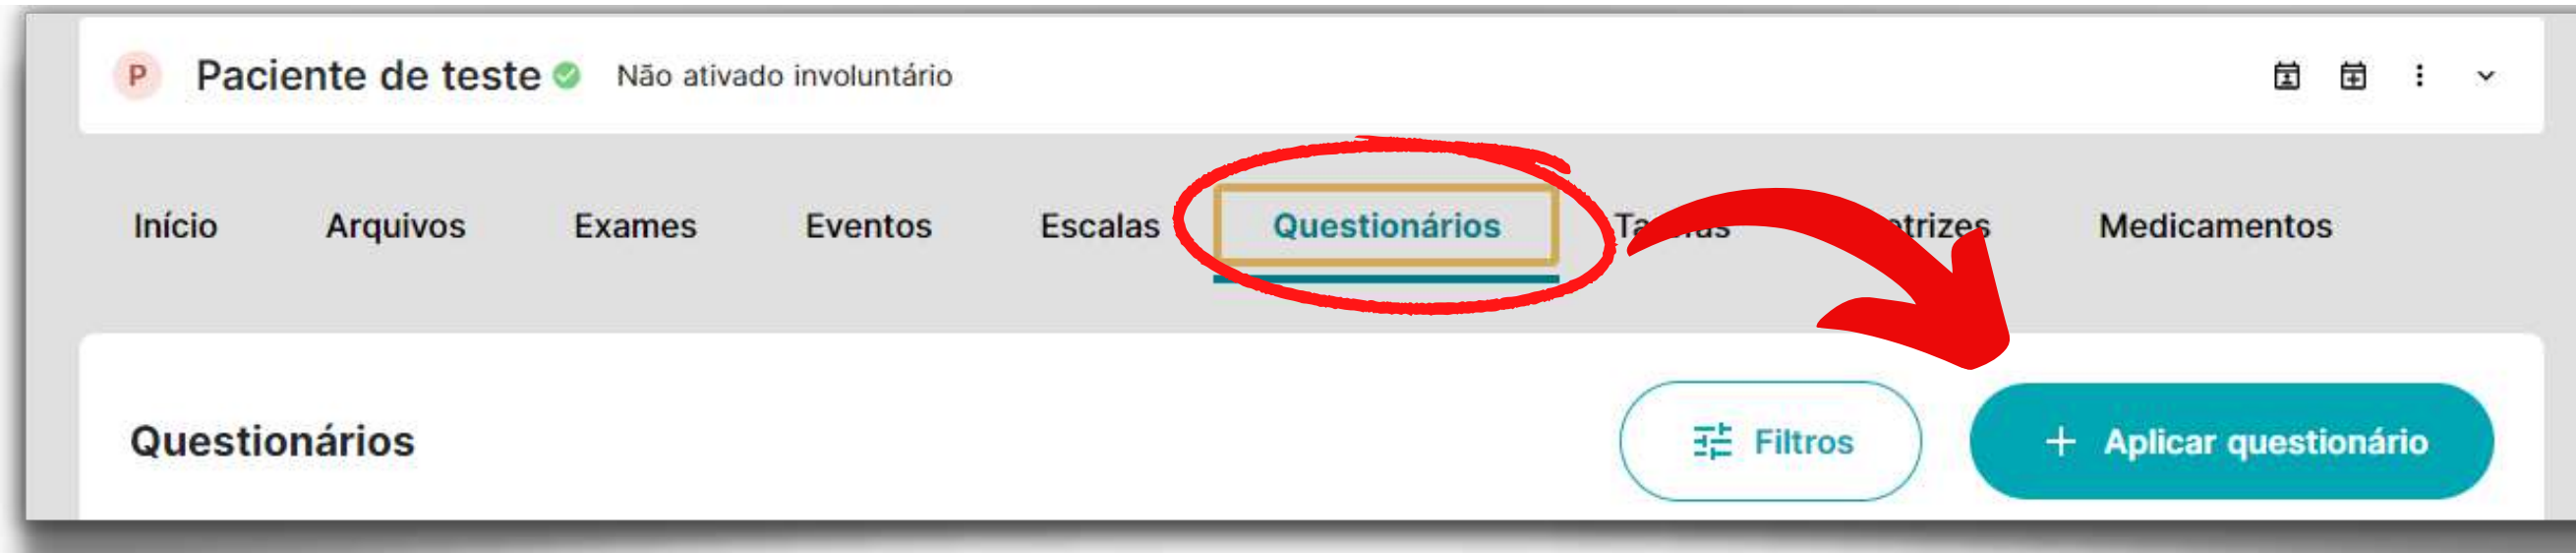 P Paciente de teste Não ativado involuntário
Início Arquivos Exames Eventos Escalas Questionários Medicamentos
Questionários Filtros + Aplicar questionário